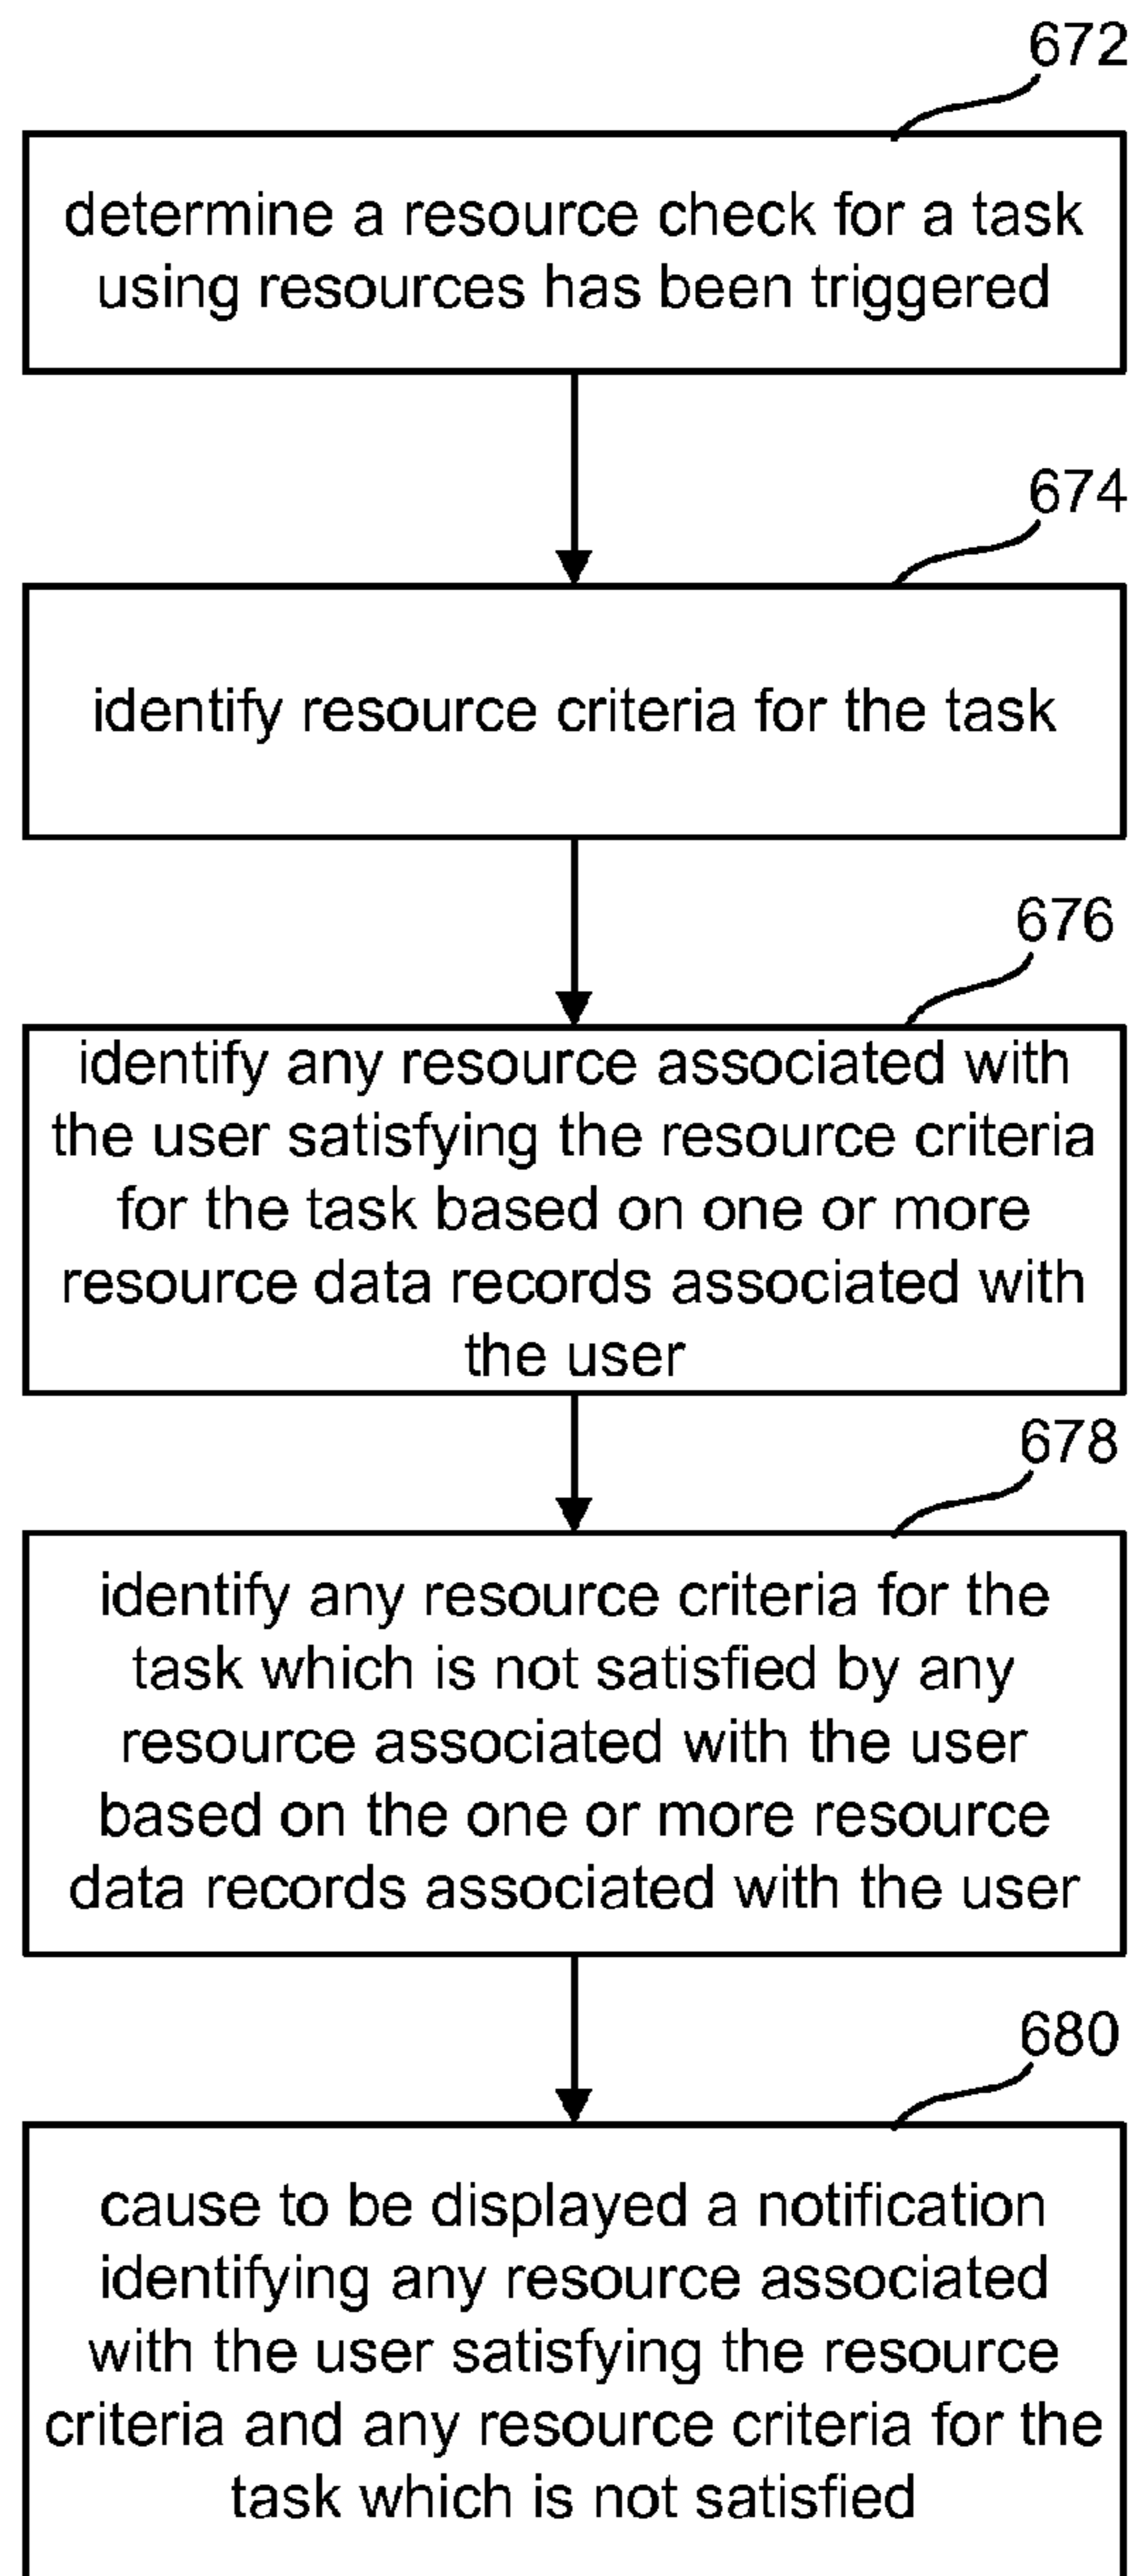 672
determine a resource check for a task
using resources has been triggered
674
identify resource criteria for the task
676
identify any resource associated with
the user satisfying the resource criteria
for the task based on one or more
resource data records associated with
the user
678
identify any resource criteria for the
task which is not satisfied by any
resource associated with the user
based on the one or more resource
data records associated with the user
680
cause to be displayed a notification
identifying any resource associated
with the user satisfying the resource
criteria and any resource criteria for the
task which is not satisfied